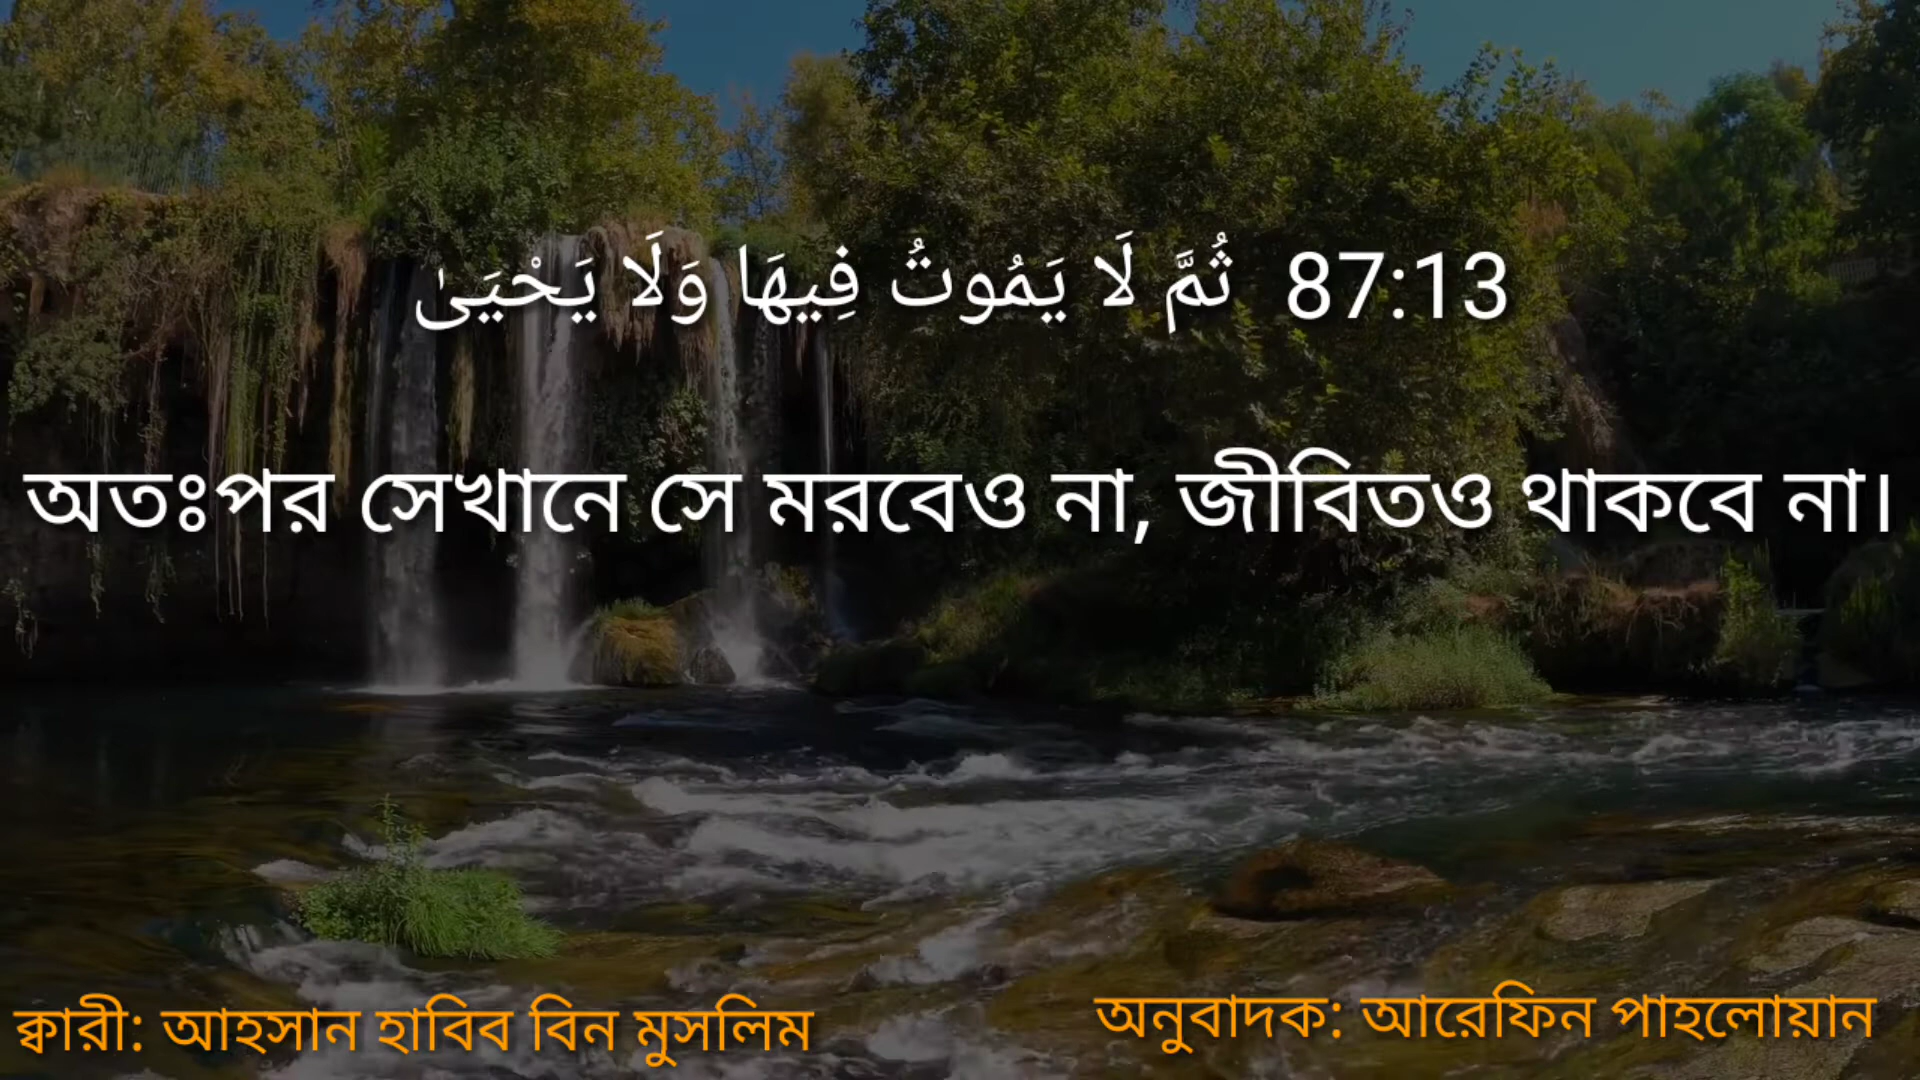 87:13 ثُمَّ لَا يَمُوتُ فِيهَا وَلَا يَحْيَىٰ
অতঃপর সেখানে সে মরবেও না, জীবিতও থাকবে না।
ক্বারী: আহসান হাবিব বিন মুসলিম
অনুবাদক: আরেফিন পাহলোয়ান